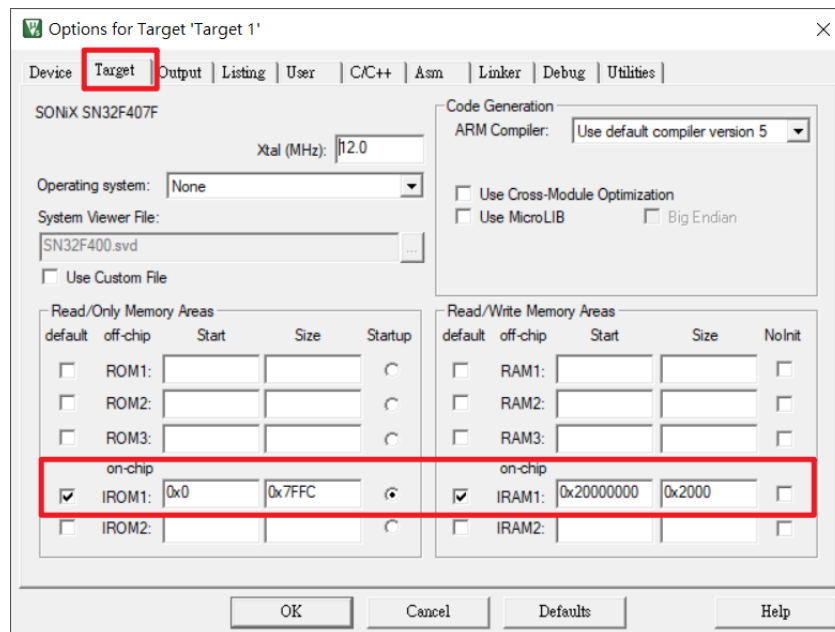 Options for Target 'Target 1'
Device Target Output Listing User C/C++ Asm Linker Debug Utilities
SONiX SN32F407F
Xtal (MHz): 12.0
Operating system: None
System Viewer File:
SN32F400.svd ...
Use Custom File
Code Generation
ARM Compiler: Use default compiler version 5
Use Cross-Module Optimization
Use MicroLIB Big Endian
Read/Only Memory Areas
default off-chip Start Size Startup
ROM1:
ROM2:
ROM3:
on-chip
IROM1: 0x0 0x7FFC
IROM2:
Read/Write Memory Areas
default off-chip Start Size NoInit
RAM1:
RAM2:
RAM3:
on-chip
IRAM1: 0x20000000 0x2000
IRAM2:
OK Cancel Defaults Help